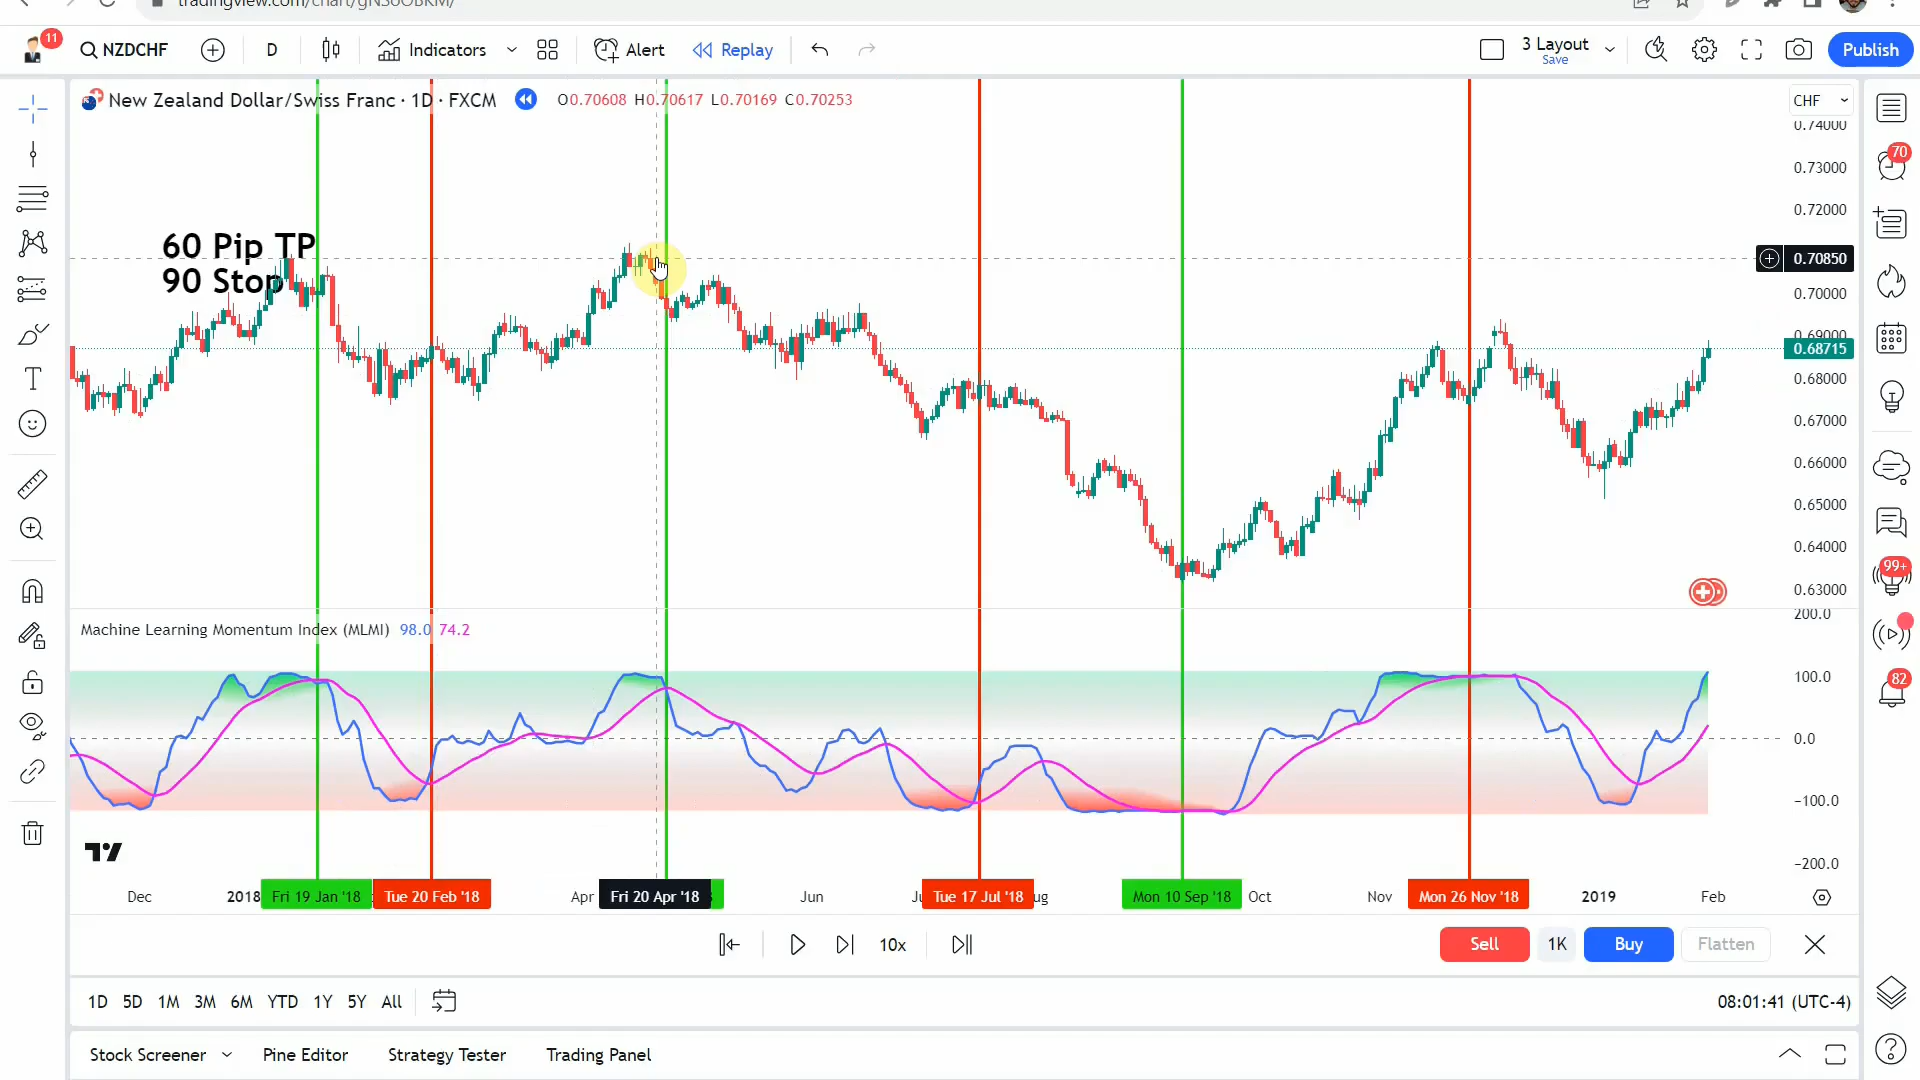 11
NZDCHF
D
Indicators
Alert
Replay
3 Layout
Save
Publish
New Zealand Dollar/Swiss Franc · 1D · FXCM
O0.70608 H0.70617 L0.70169 C0.70253
CHF
0.74000
0.73000
0.72000
0.70850
0.70000
0.69000
0.68715
0.68000
0.67000
0.66000
0.65000
0.64000
0.63000
60 Pip TP
90 Stop
70
99+
82
Machine Learning Momentum Index (MLMI) 98.0 74.2
200.0
100.0
0.0
−100.0
−200.0
Dec
2018
Fri 19 Jan '18
Tue 20 Feb '18
Apr
Fri 20 Apr '18
Jun
Tue 17 Jul '18
Mon 10 Sep '18
Oct
Nov
Mon 26 Nov '18
2019
Feb
10x
Sell
1K
Buy
Flatten
1D 5D 1M 3M 6M YTD 1Y 5Y All
08:01:41 (UTC-4)
Stock Screener
Pine Editor
Strategy Tester
Trading Panel